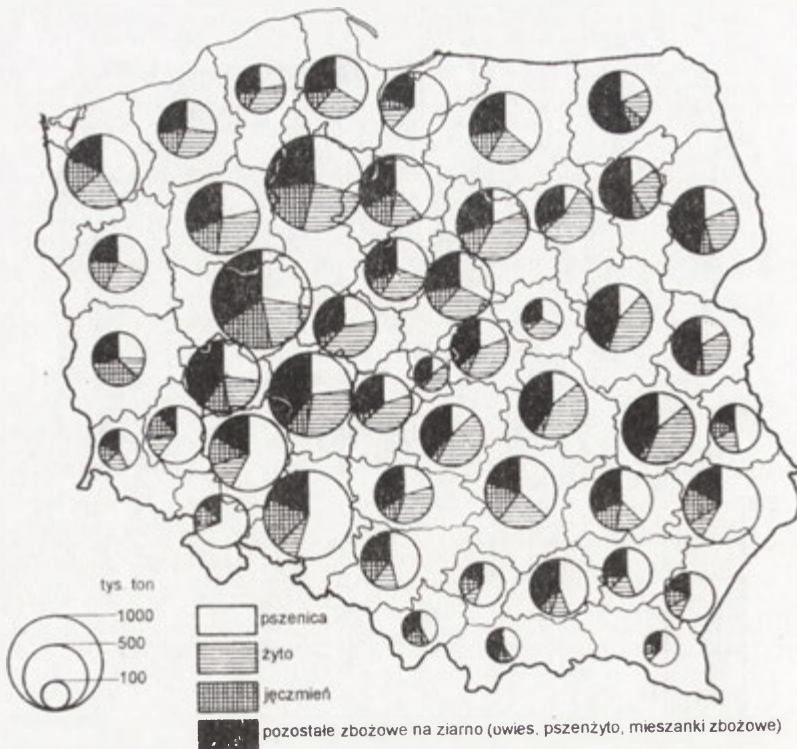 tys. ton
1000
500
100
pszenica
żyto
jęczmień
pozostałe zbożowe na ziarno (owies, pszenżyto, mieszanki zbożowe)